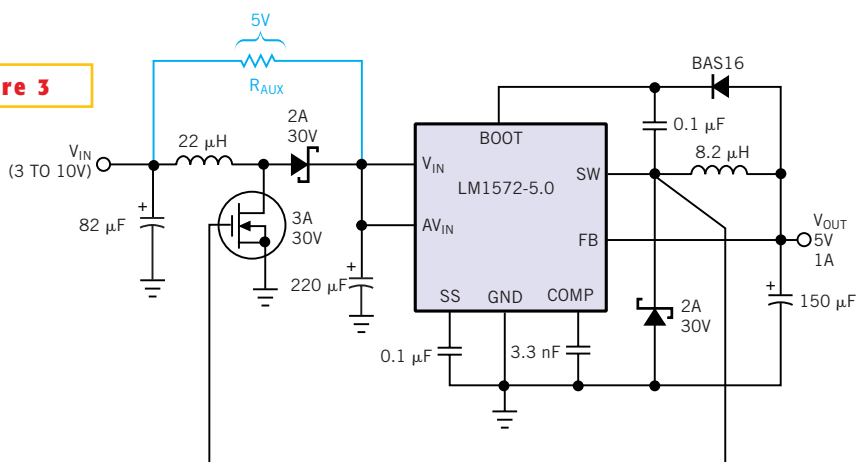 5V
R AUX
re 3
BAS16
2A
30V
22 µH
0.1 µF
BOOT
VIN
(3 TO 10V)
VIN
SW
8.2 µH
LM1572-5.0
82 µF
3A
30V
AVIN
FB
VOUT
5V
1A
220 µF
SS
GND
COMP
2A
30V
150 µF
0.1 µF
3.3 nF